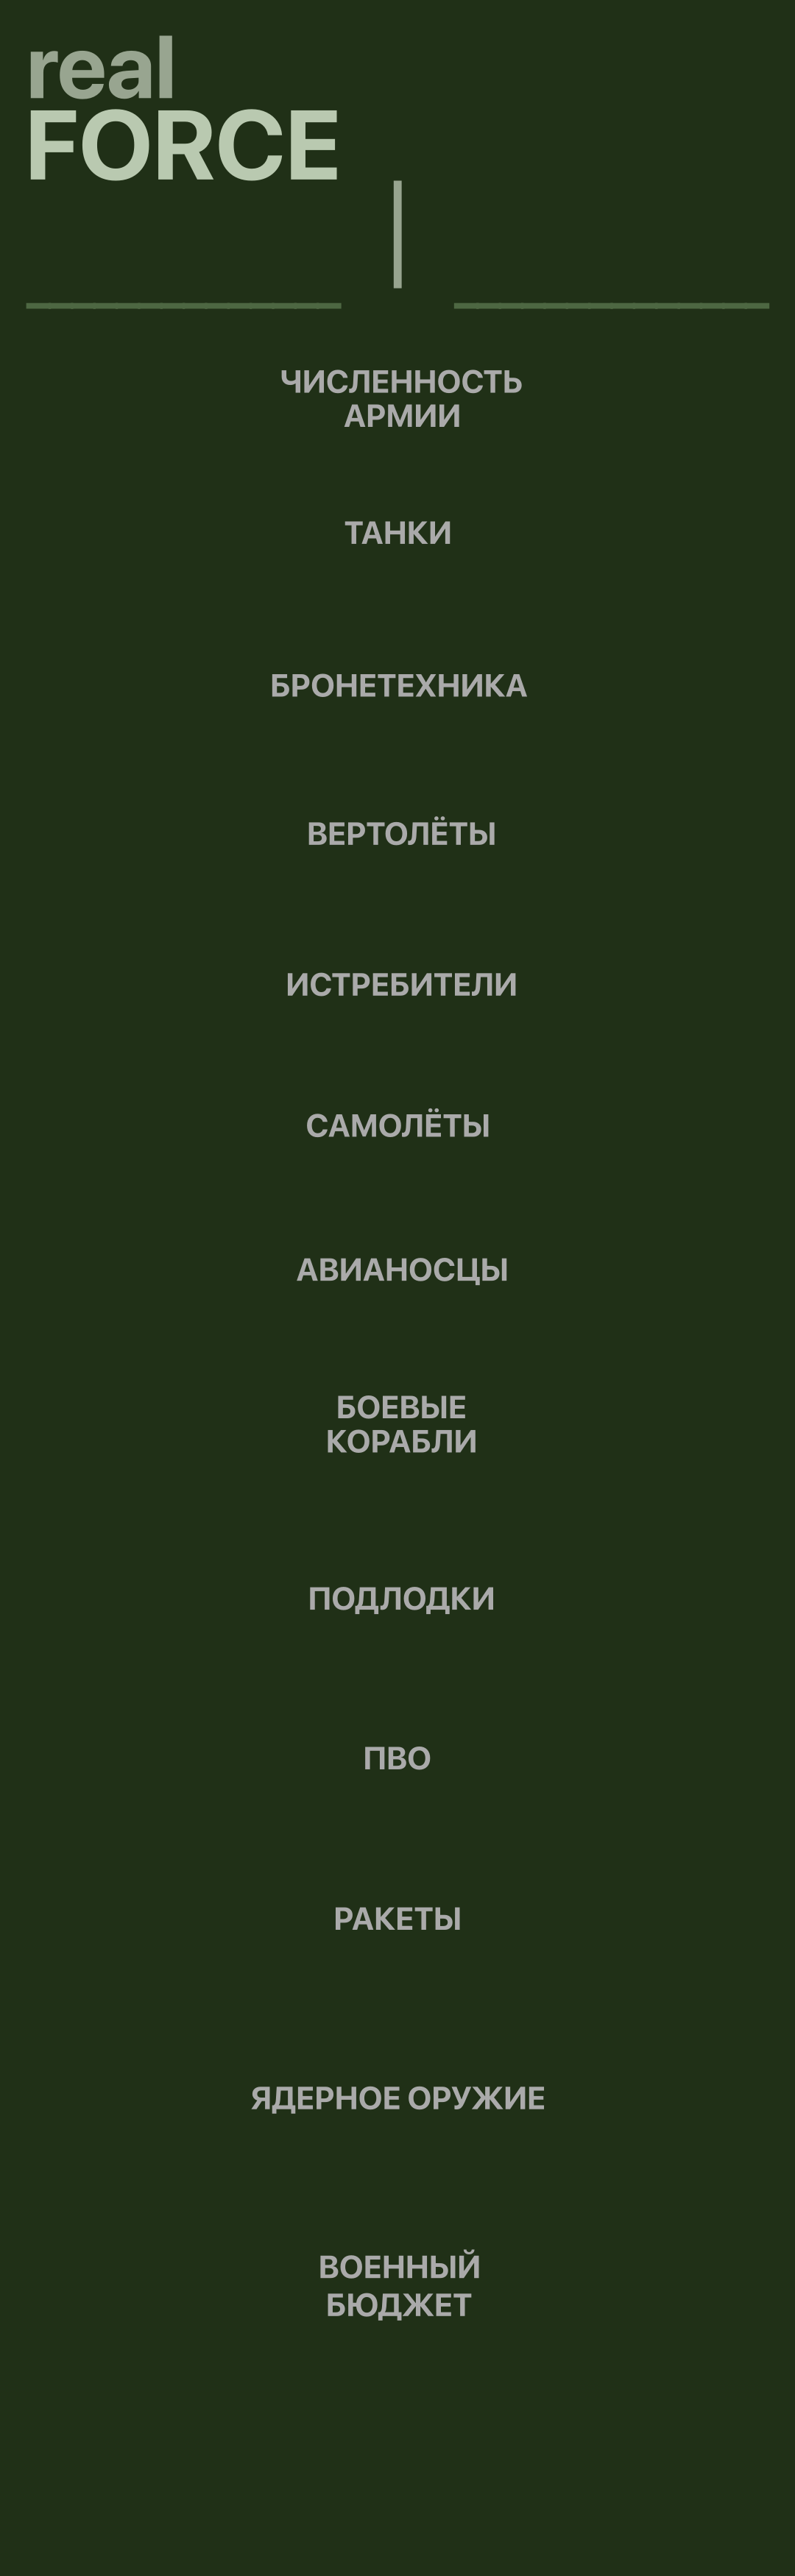 real
FORCE
ЧИСЛЕННОСТЬ
АРМИИ
ТАНКИ
БРОНЕТЕХНИКА
ВЕРТОЛЁТЫ
ИСТРЕБИТЕЛИ
САМОЛЁТЫ
АВИАНОСЦЫ
БОЕВЫЕ
КОРАБЛИ
ПОДЛОДКИ
ПВО
РАКЕТЫ
ЯДЕРНОЕ ОРУЖИЕ
ВОЕННЫЙ
БЮДЖЕТ